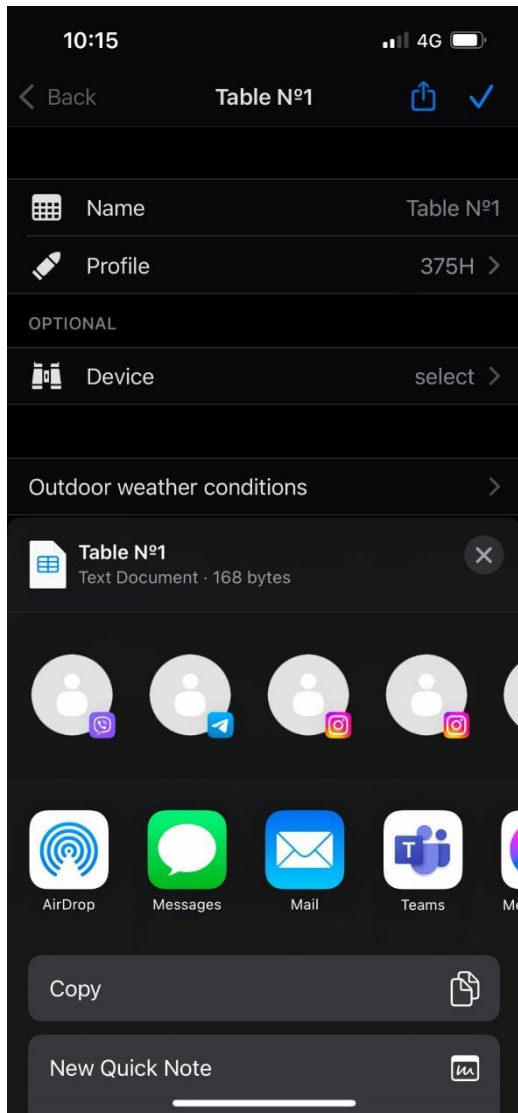 10:15
4G
Back
Table Nº1
Name
Table Nº1
Profile
375H
OPTIONAL
Device
select
Outdoor weather conditions
Table Nº1
Text Document · 168 bytes
AirDrop
Messages
Mail
Teams
Me
Copy
New Quick Note